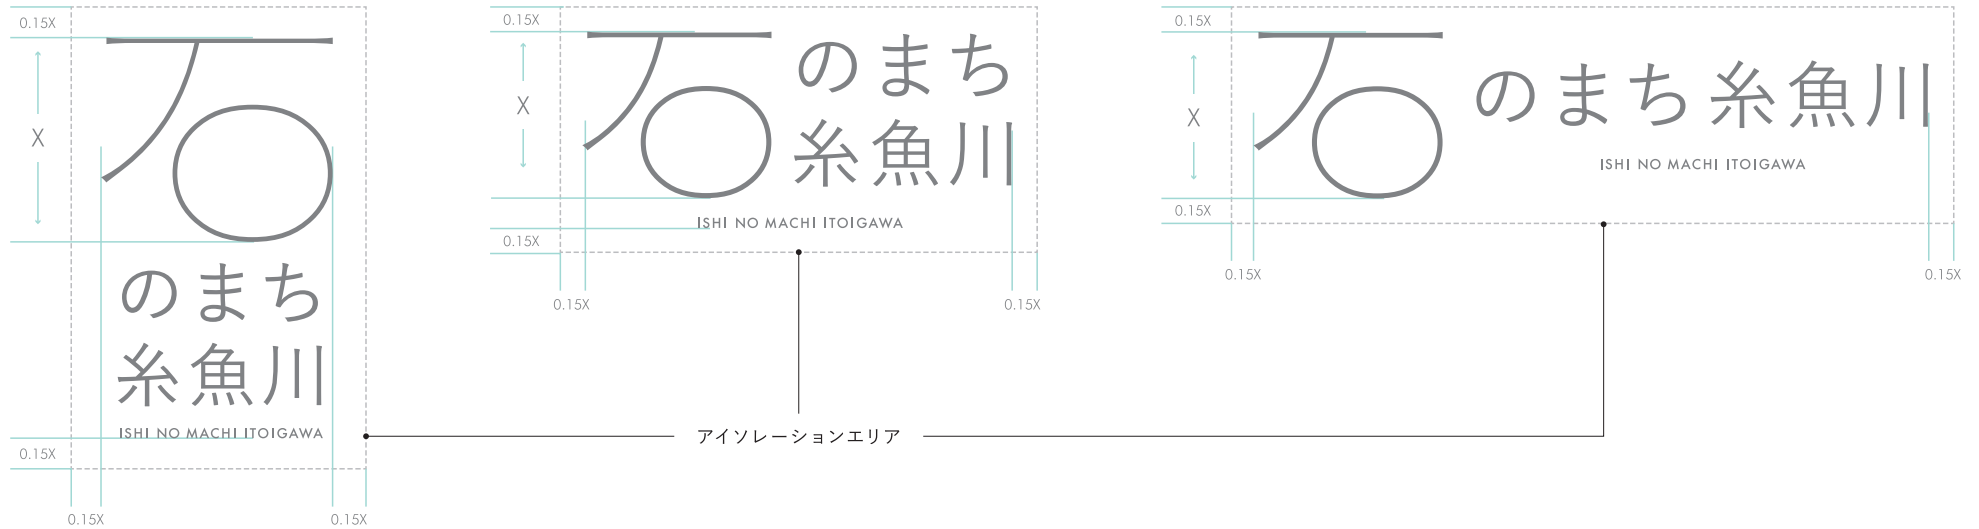 0.15X
X
石
のまち
糸魚川
ISHI NO MACHI ITOIGAWA
0.15X
0.15X
0.15X
0.15X
X
石
のまち
糸魚川
ISHI NO MACHI ITOIGAWA
0.15X
0.15X
0.15X
0.15X
X
石
のまち糸魚川
ISHI NO MACHI ITOIGAWA
0.15X
0.15X
0.15X
アイソレーションエリア